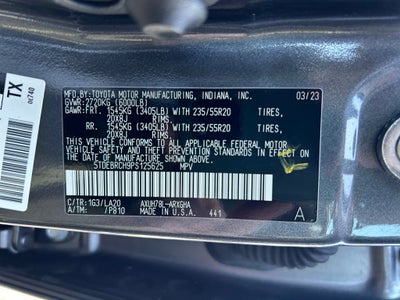 TX
0E740
MFD.BY:TOYOTA MOTOR MANUFACTURING, INDIANA, INC. 03/23
GVWR:2720KG (6000LB)
GAWR:FRT. 1545KG (3405LB) WITH 235/55R20 TIRES,
20X8J RIMS
RR. 1545KG (3405LB) WITH 235/55R20 TIRES,
20X8J RIMS
THIS VEHICLE CONFORMS TO ALL APPLICABLE FEDERAL
MOTOR VEHICLE SAFETY AND THEFT PREVENTION
STANDARDS IN EFFECT
ON THE DATE OF MANUFACTURE SHOWN ABOVE.
5TDEBRCH9PS125625 MPV
C/TR:1G3/LA20 AXUH78L-ARXGHA
A/TM: /P810 MADE IN U.S.A. 441 A